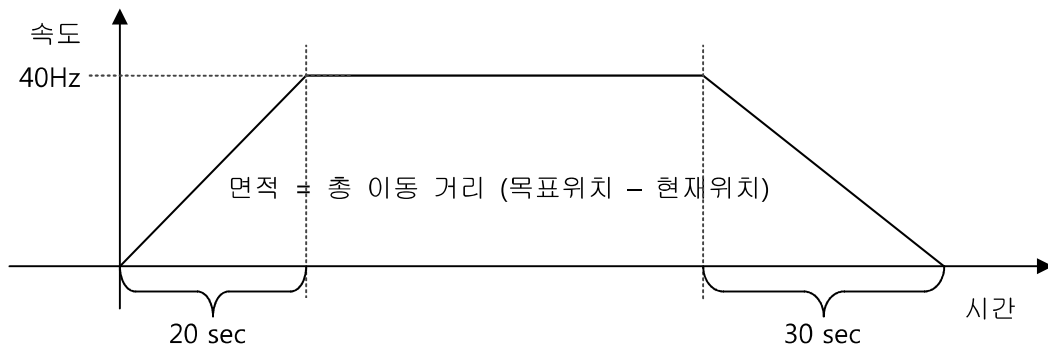 속도
40Hz
면적 = 총 이동 거리 (목표위치 – 현재위치)
시간
20 sec
30 sec